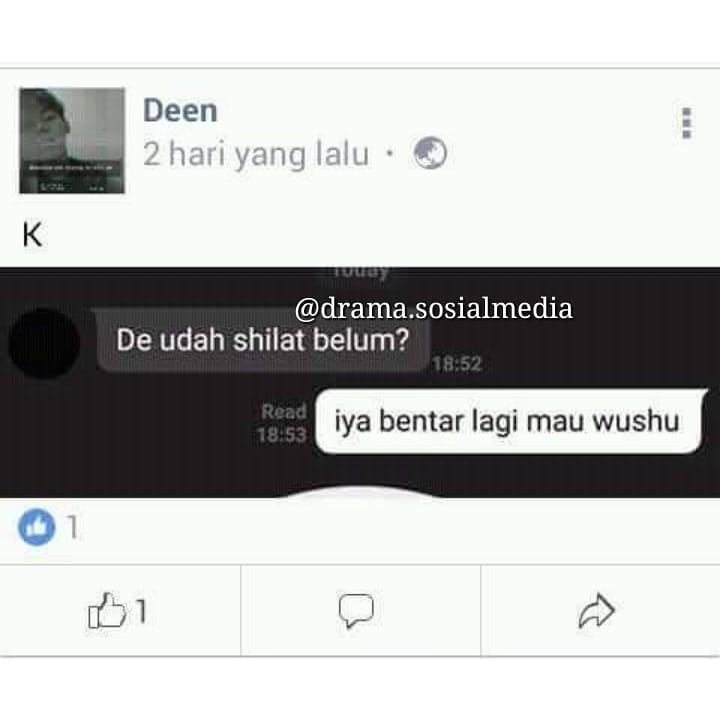 Deen
2 hari yang lalu ·
K
Today
@drama.sosialmedia
De udah shilat belum?
18:52
Read
18:53
iya bentar lagi mau wushu
1
1